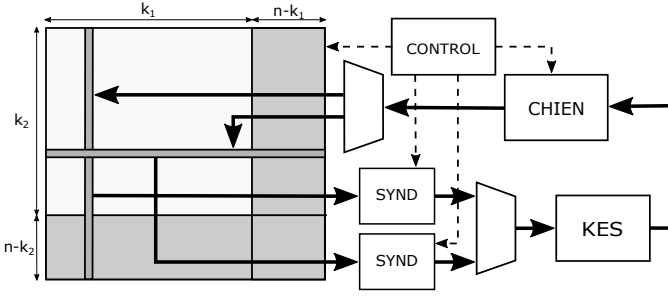 k₁
n-k₁
CONTROL
k₂
CHIEN
SYND
KES
n-k₂
SYND